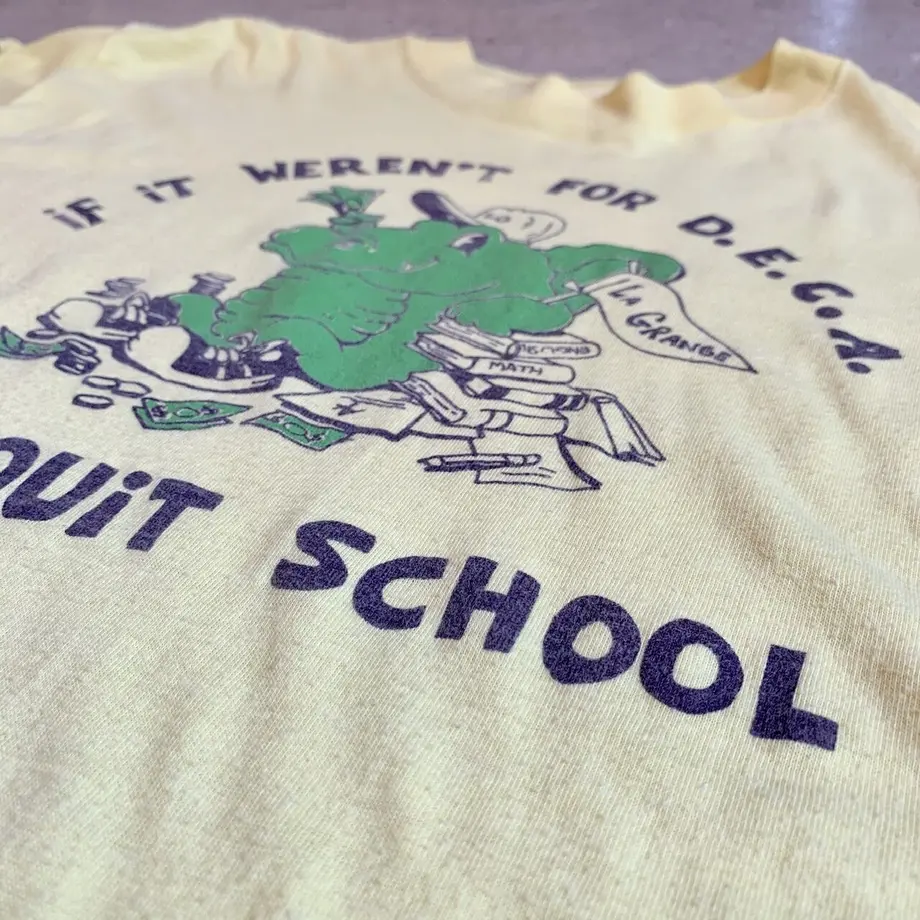 iF iT WEREN'T FOR D.E.C.A.
LA GRANGE
MATH
QUiT SCHOOL